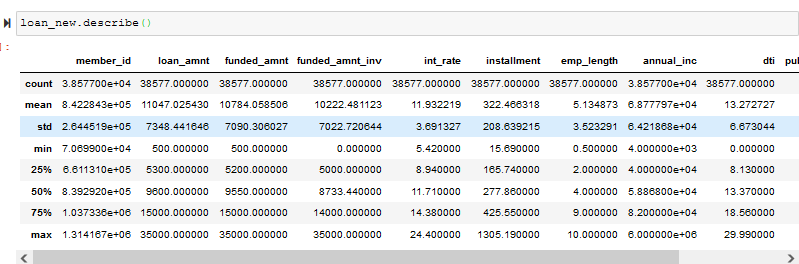 loan_new.describe()
member_id loan_amnt funded_amnt funded_amnt_inv int_rate installment emp_length annual_inc dti pu
count 3.857700e+04 38577.000000 38577.000000 38577.000000 38577.000000 38577.000000 38577.000000 3.857700e+04 38577.000000
mean 8.422843e+05 11047.025430 10784.058506 10222.481123 11.932219 322.466318 5.134873 6.877797e+04 13.272727
std 2.644519e+05 7348.441646 7090.306027 7022.720644 3.691327 208.639215 3.523291 6.421868e+04 6.673044
min 7.069900e+04 500.000000 500.000000 0.000000 5.420000 15.690000 0.500000 4.000000e+03 0.000000
25% 6.611310e+05 5300.000000 5200.000000 5000.000000 8.940000 165.740000 2.000000 4.000000e+04 8.130000
50% 8.392920e+05 9600.000000 9550.000000 8733.440000 11.710000 277.860000 4.000000 5.886800e+04 13.370000
75% 1.037336e+06 15000.000000 15000.000000 14000.000000 14.380000 425.550000 9.000000 8.200000e+04 18.560000
max 1.314167e+06 35000.000000 35000.000000 35000.000000 24.400000 1305.190000 10.000000 6.000000e+06 29.990000